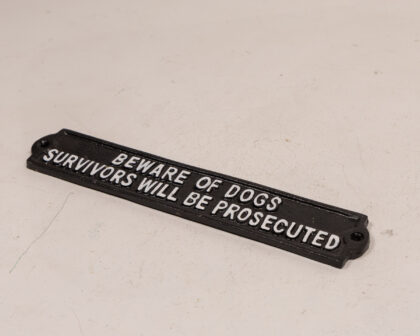 BEWARE OF DOGS
SURVIVORS WILL BE PROSECUTED